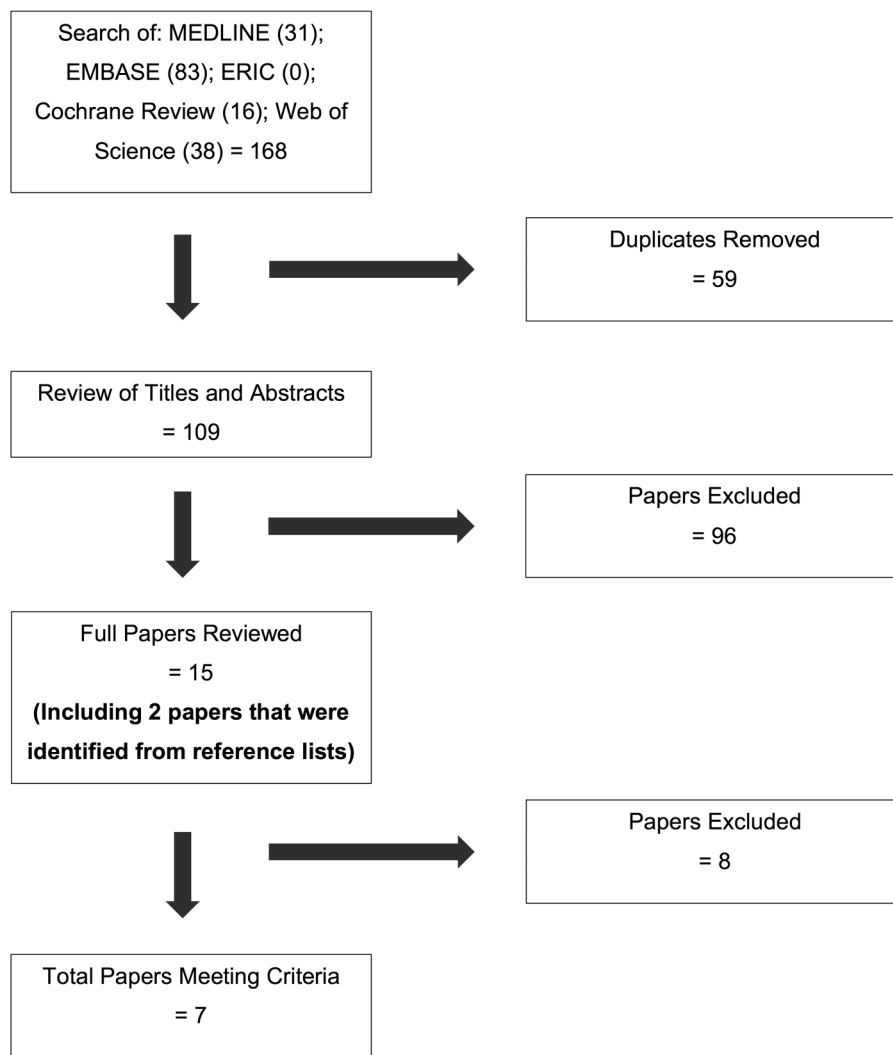 Search of: MEDLINE (31);
EMBASE (83); ERIC (0);
Cochrane Review (16); Web of
Science (38) = 168
Duplicates Removed
= 59
Review of Titles and Abstracts
= 109
Papers Excluded
= 96
Full Papers Reviewed
= 15
(Including 2 papers that were
identified from reference lists)
Papers Excluded
= 8
Total Papers Meeting Criteria
= 7